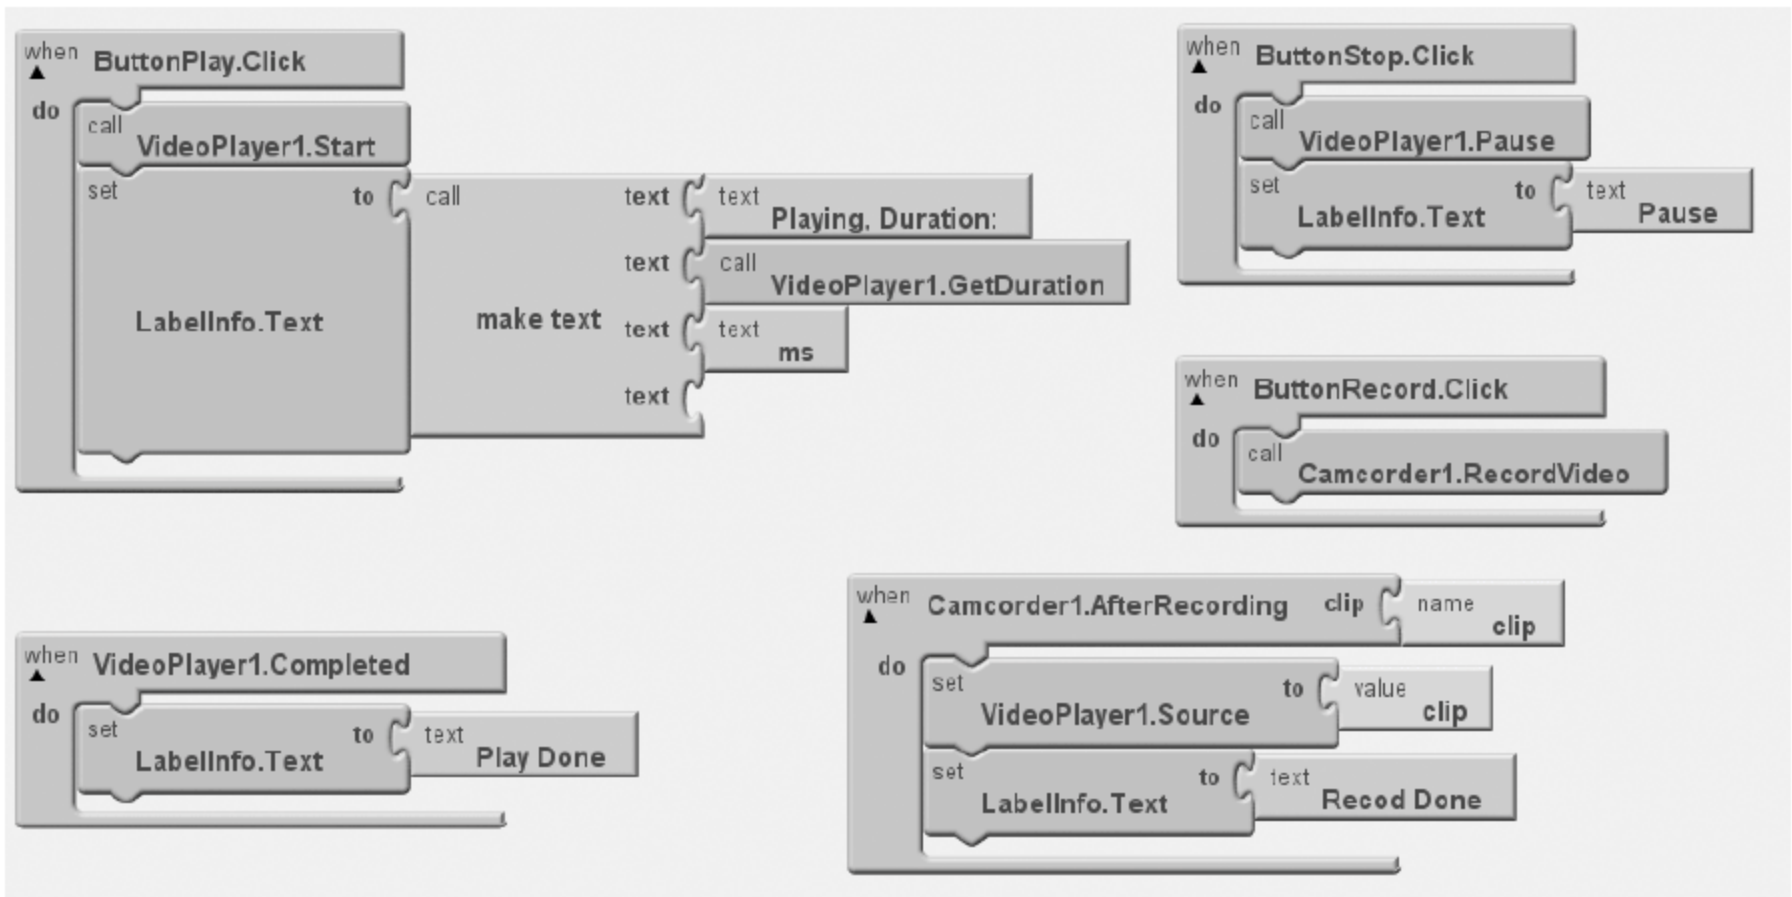 when ButtonPlay.Click
do
call
VideoPlayer1.Start
set to call text text
Playing, Duration:
text call
VideoPlayer1.GetDuration
LabelInfo.Text make text text text
ms
text
when ButtonStop.Click
do
call
VideoPlayer1.Pause
set to text
LabelInfo.Text Pause
when ButtonRecord.Click
do
call
Camcorder1.RecordVideo
when VideoPlayer1.Completed
do
set to text
LabelInfo.Text Play Done
when Camcorder1.AfterRecording clip name
clip
do
set to value
VideoPlayer1.Source clip
set to text
LabelInfo.Text Recod Done